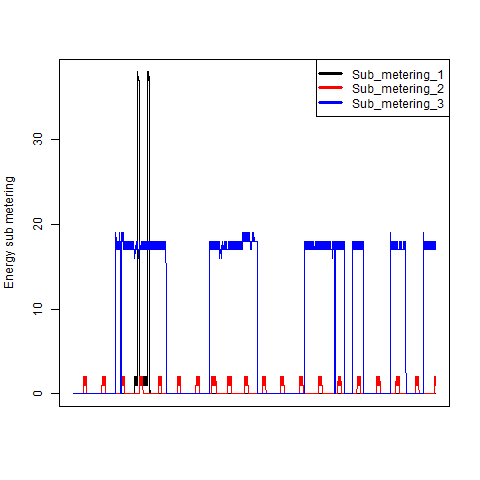 Sub_metering_1
Sub_metering_2
Sub_metering_3
Energy sub metering
30
20
10
0